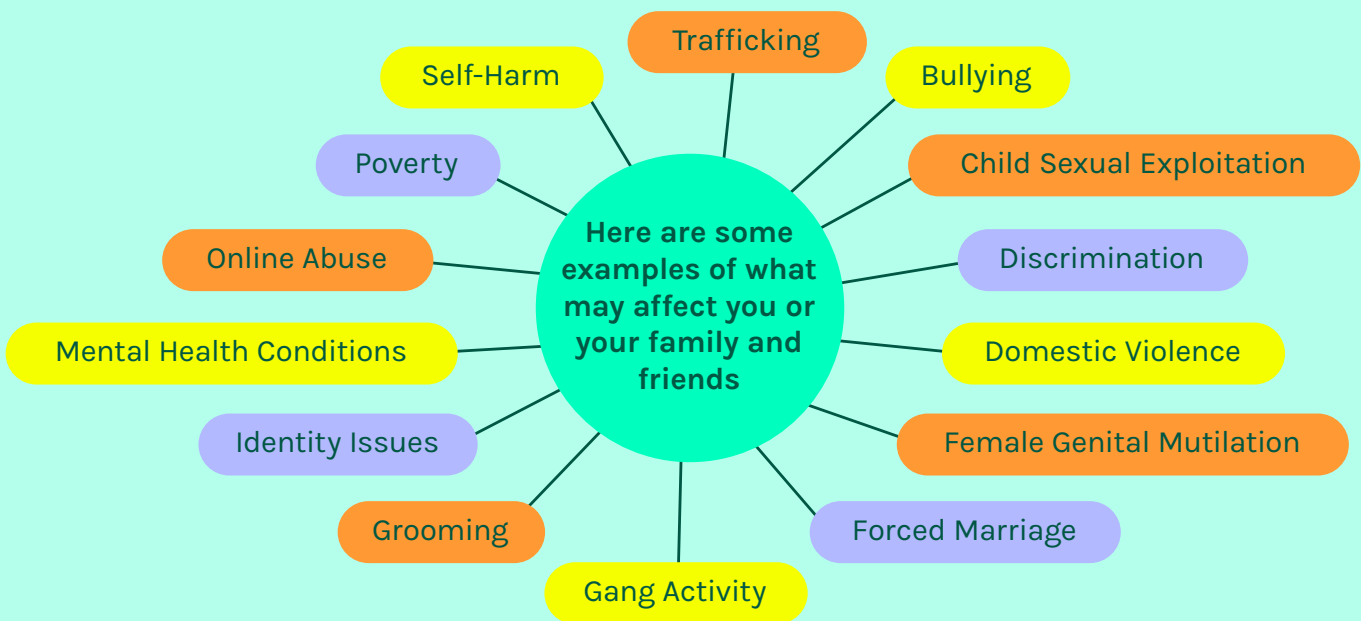 Trafficking
Self-Harm
Bullying
Poverty
Child Sexual Exploitation
Here are some
examples of what
may affect you or
your family and
friends
Online Abuse
Discrimination
Mental Health Conditions
Domestic Violence
Identity Issues
Female Genital Mutilation
Grooming
Forced Marriage
Gang Activity